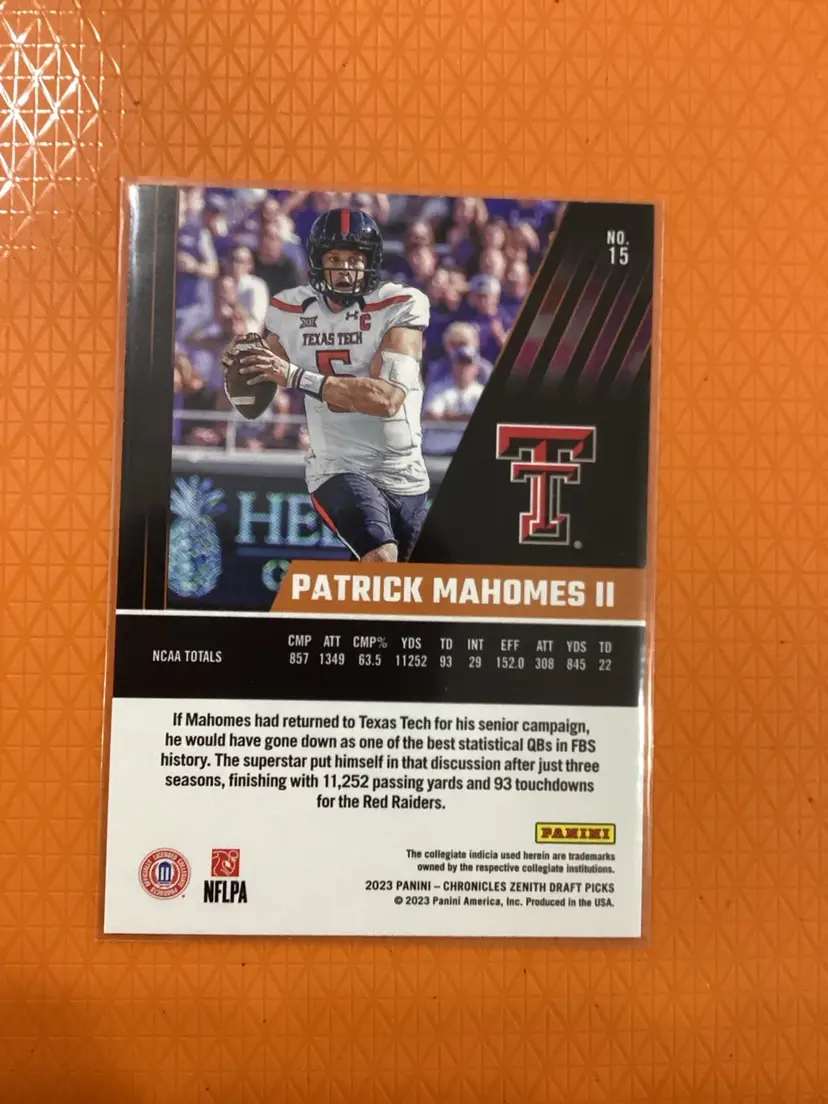 NO.
15
TEXAS TECH
5
C
HE
PATRICK MAHOMES II
CMP ATT CMP% YDS TD INT EFF ATT YDS TD
NCAA TOTALS 857 1349 63.5 11252 93 29 152.0 308 845 22
If Mahomes had returned to Texas Tech for his senior campaign,
he would have gone down as one of the best statistical QBs in FBS
history. The superstar put himself in that discussion after just three
seasons, finishing with 11,252 passing yards and 93 touchdowns
for the Red Raiders.
PANINI
The collegiate indicia used herein are trademarks
owned by the respective collegiate institutions.
OFFICIALLY LICENSED COLLEGIATE PRODUCTS
NFLPA
2023 PANINI – CHRONICLES ZENITH DRAFT PICKS
© 2023 Panini America, Inc. Produced in the USA.